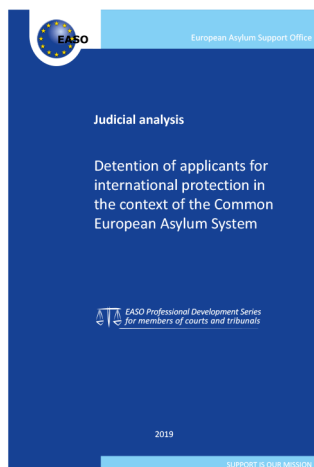 EASO
European Asylum Support Office
Judicial analysis
Detention of applicants for
international protection in
the context of the Common
European Asylum System
EASO Professional Development Series
for members of courts and tribunals
2019
SUPPORT IS OUR MISSION